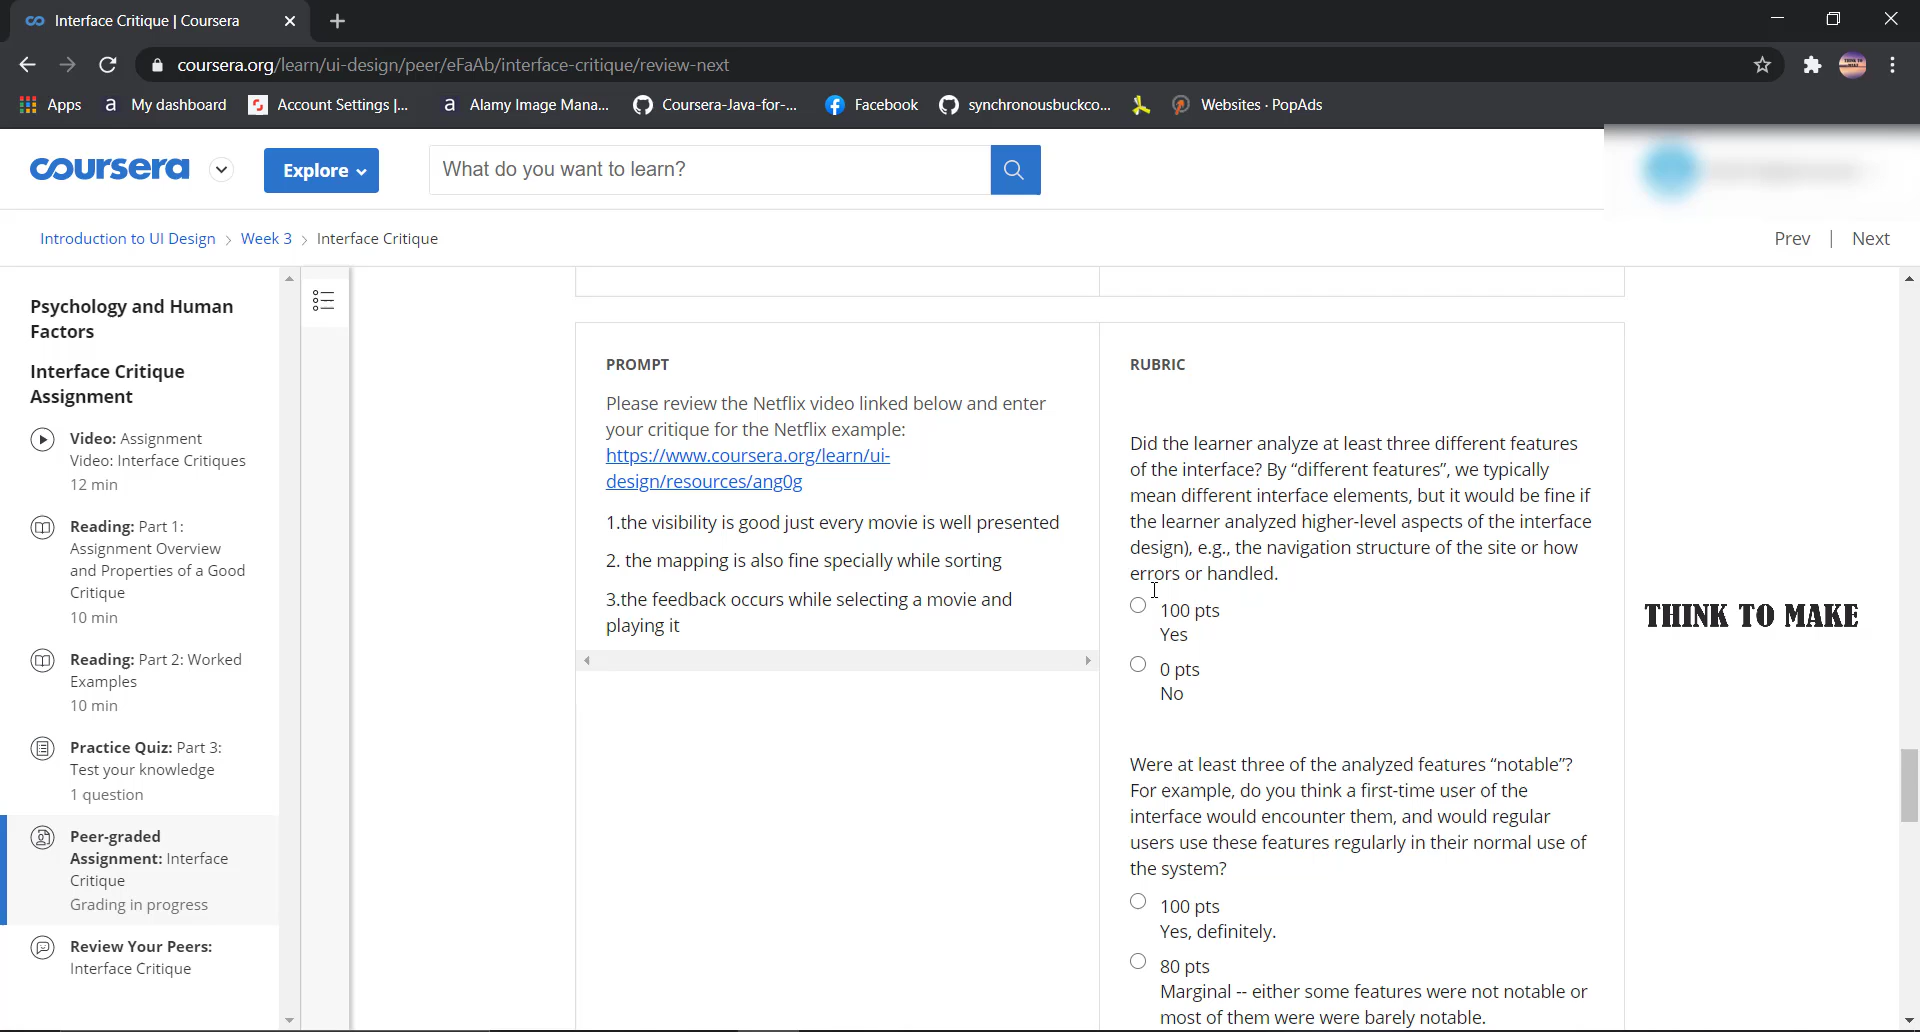 Interface Critique | Coursera
coursera.org/learn/ui-design/peer/eFaAb/interface-critique/review-next
Apps
My dashboard
Account Settings |...
Alamy Image Mana...
Coursera-Java-for-...
Facebook
synchronousbuckco...
Websites · PopAds
coursera
Explore
What do you want to learn?
Introduction to UI Design > Week 3 > Interface Critique
Prev | Next
Psychology and Human
Factors
Interface Critique
Assignment
Video: Assignment
Video: Interface Critiques
12 min
Reading: Part 1:
Assignment Overview
and Properties of a Good
Critique
10 min
Reading: Part 2: Worked
Examples
10 min
Practice Quiz: Part 3:
Test your knowledge
1 question
Peer-graded
Assignment: Interface
Critique
Grading in progress
Review Your Peers:
Interface Critique
PROMPT
Please review the Netflix video linked below and enter
your critique for the Netflix example:
https://www.coursera.org/learn/ui-
design/resources/ang0g
1.the visibility is good just every movie is well presented
2. the mapping is also fine specially while sorting
3.the feedback occurs while selecting a movie and
playing it
RUBRIC
Did the learner analyze at least three different features
of the interface? By “different features”, we typically
mean different interface elements, but it would be fine if
the learner analyzed higher-level aspects of the interface
design), e.g., the navigation structure of the site or how
errors or handled.
100 pts
Yes
0 pts
No
Were at least three of the analyzed features “notable”?
For example, do you think a first-time user of the
interface would encounter them, and would regular
users use these features regularly in their normal use of
the system?
100 pts
Yes, definitely.
80 pts
Marginal -- either some features were not notable or
most of them were were barely notable.
THINK TO MAKE